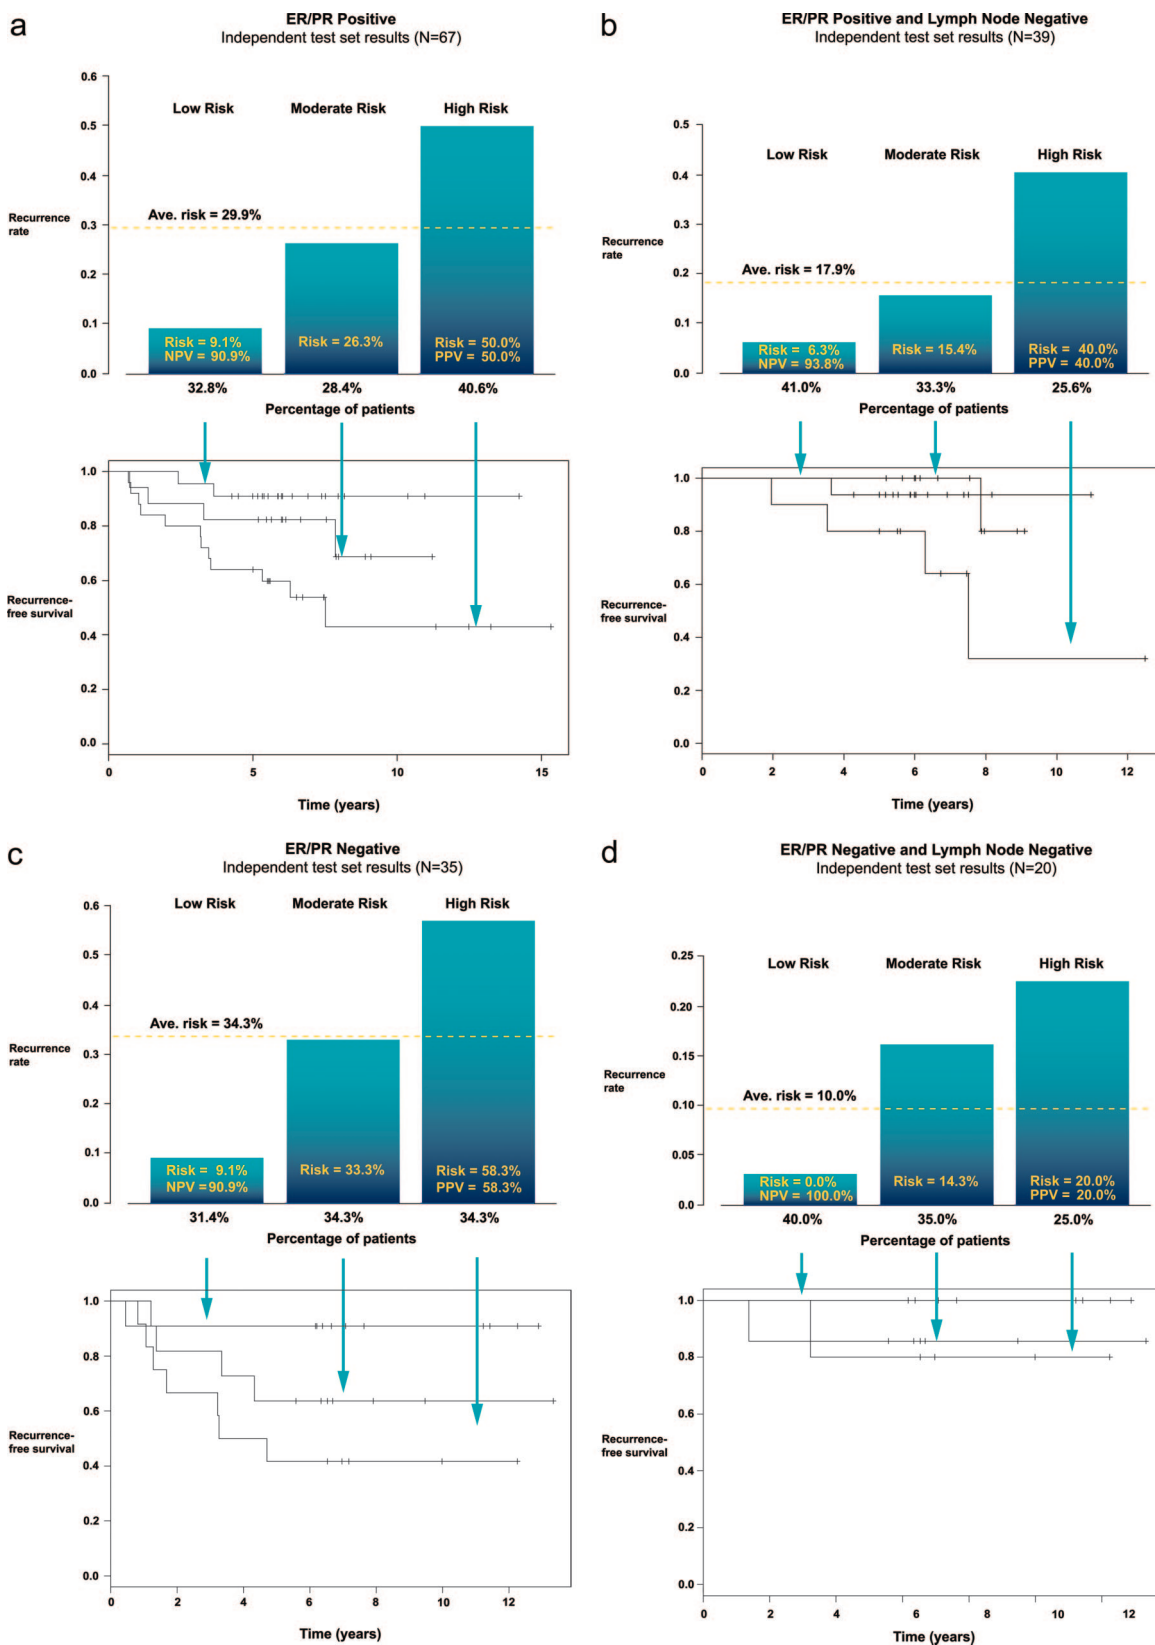 a
ER/PR Positive
Independent test set results (N=67)
0.6
0.5
0.4
0.3
0.2
0.1
0.0
Recurrence
rate
Low Risk
Moderate Risk
High Risk
Ave. risk = 29.9%
Risk = 9.1%
NPV = 90.9%
Risk = 26.3%
Risk = 50.0%
PPV = 50.0%
32.8%
28.4%
40.6%
Percentage of patients
1.0
0.8
0.6
0.4
0.2
0.0
Recurrence-
free survival
0
5
10
15
Time (years)
b
ER/PR Positive and Lymph Node Negative
Independent test set results (N=39)
0.5
0.4
0.3
0.2
0.1
0.0
Recurrence
rate
Low Risk
Moderate Risk
High Risk
Ave. risk = 17.9%
Risk = 6.3%
NPV = 93.8%
Risk = 15.4%
Risk = 40.0%
PPV = 40.0%
41.0%
33.3%
25.6%
Percentage of patients
1.0
0.8
0.6
0.4
0.2
0.0
Recurrence-
free survival
0
2
4
6
8
10
12
Time (years)
c
ER/PR Negative
Independent test set results (N=35)
0.6
0.5
0.4
0.3
0.2
0.1
0.0
Recurrence
rate
Low Risk
Moderate Risk
High Risk
Ave. risk = 34.3%
Risk = 9.1%
NPV = 90.9%
Risk = 33.3%
Risk = 58.3%
PPV = 58.3%
31.4%
34.3%
34.3%
Percentage of patients
1.0
0.8
0.6
0.4
0.2
0.0
Recurrence-
free survival
0
2
4
6
8
10
12
Time (years)
d
ER/PR Negative and Lymph Node Negative
Independent test set results (N=20)
0.25
0.20
0.15
0.10
0.05
0.00
Recurrence
rate
Low Risk
Moderate Risk
High Risk
Ave. risk = 10.0%
Risk = 0.0%
NPV = 100.0%
Risk = 14.3%
Risk = 20.0%
PPV = 20.0%
40.0%
35.0%
25.0%
Percentage of patients
1.0
0.8
0.6
0.4
0.2
0.0
Recurrence-
free survival
0
2
4
6
8
10
12
Time (years)